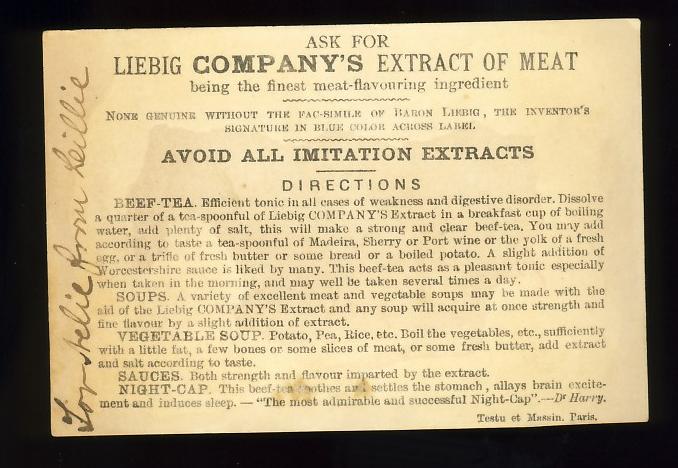 ASK FOR
LIEBIG COMPANY'S EXTRACT OF MEAT
being the finest meat-flavouring ingredient
NONE GENUINE WITHOUT THE FAC-SIMILE OF BARON LIEBIG, THE INVENTOR'S
SIGNATURE IN BLUE COLOR ACROSS LABEL
AVOID ALL IMITATION EXTRACTS
DIRECTIONS
BEEF-TEA. Efficient tonic in all cases of weakness and digestive disorder. Dissolve
a quarter of a tea-spoonful of Liebig COMPANY'S Extract in a breakfast cup of boiling
water, add plenty of salt, this will make a strong and clear beef-tea. You may add
according to taste a tea-spoonful of Madeira, Sherry or Port wine or the yolk of a fresh
egg, or a trifle of fresh butter or some bread or a boiled potato. A slight addition of
Worcestershire sauce is liked by many. This beef-tea acts as a pleasant tonic especially
when taken in the morning, and may well be taken several times a day.
SOUPS. A variety of excellent meat and vegetable soups may be made with the
aid of the Liebig COMPANY'S Extract and any soup will acquire at once strength and
fine flavour by a slight addition of extract.
VEGETABLE SOUP. Potato, Pea, Rice, etc. Boil the vegetables, etc., sufficiently
with a little fat, a few bones or some slices of meat, or some fresh butter, add extract
and salt according to taste.
SAUCES. Both strength and flavour imparted by the extract.
NIGHT-CAP. This beef-tea soothes and settles the stomach, allays brain excite-
ment and induces sleep. — "The most admirable and successful Night-Cap".—Dr Harry.
Testu et Massin. Paris.
For Nelie from Lillie